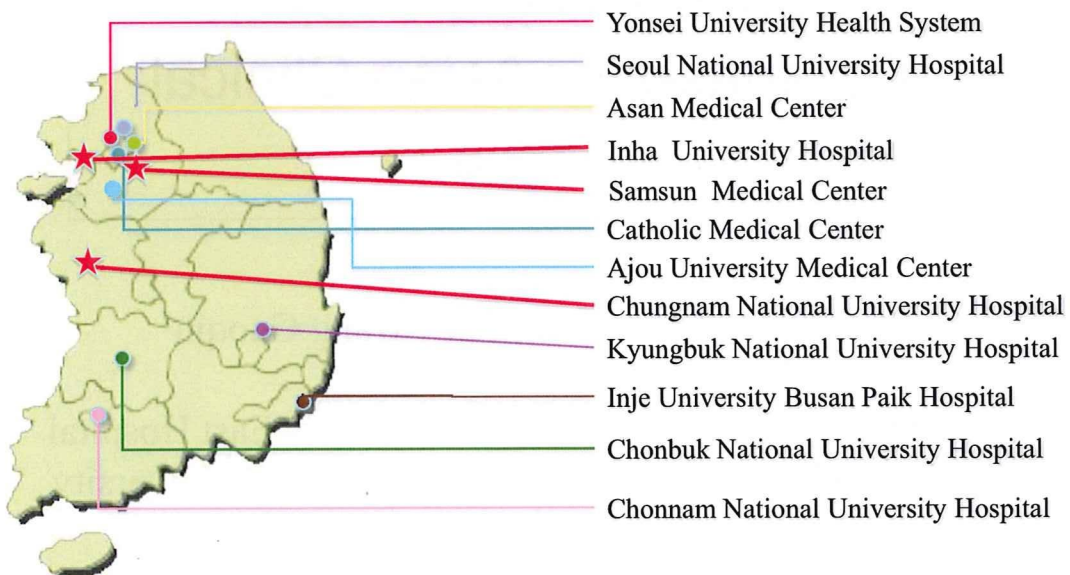 Yonsei University Health System
Seoul National University Hospital
Asan Medical Center
Inha University Hospital
Samsun Medical Center
Catholic Medical Center
Ajou University Medical Center
Chungnam National University Hospital
Kyungbuk National University Hospital
Inje University Busan Paik Hospital
Chonbuk National University Hospital
Chonnam National University Hospital